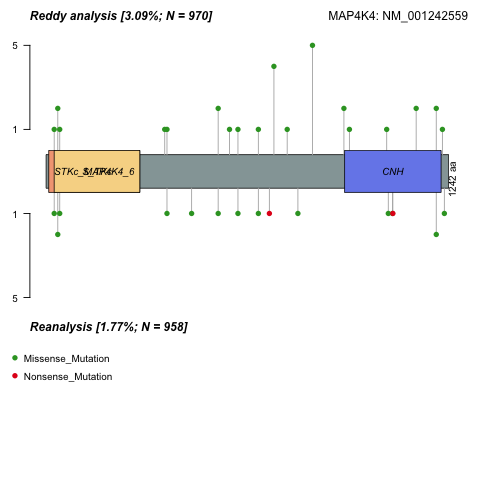 Reddy analysis [3.09%; N = 970]
MAP4K4: NM_001242559
5
1
CNH
1242 aa
1
5
Reanalysis [1.77%; N = 958]
Missense_Mutation
Nonsense_Mutation